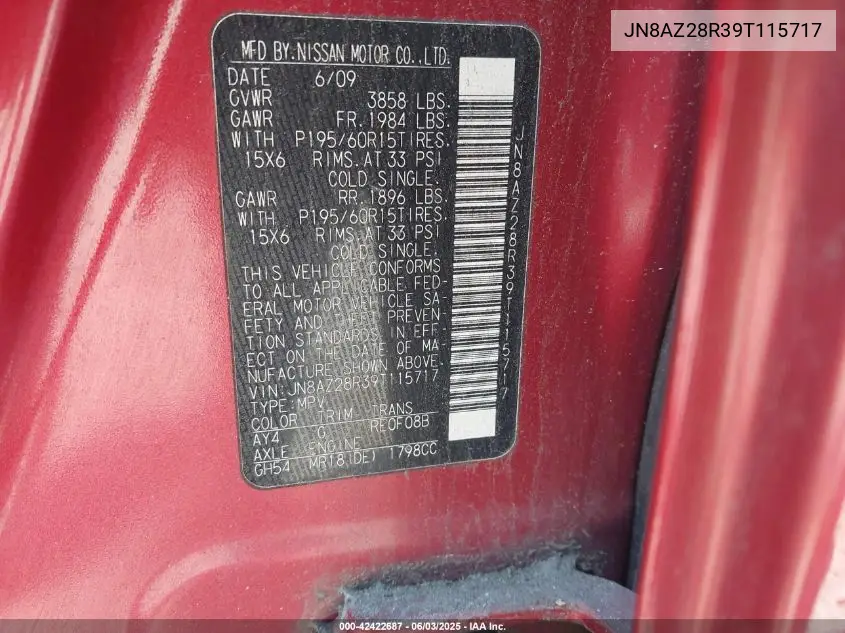 JN8AZ28R39T115717
MFD BY.NISSAN MOTOR CO.,LTD.
DATE 6/09
GVWR 3858 LBS.
GAWR FR.1984 LBS.
WITH P195/60R15TIRES.
15X6 RIMS.AT 33 PSI
COLD SINGLE.
GAWR RR.1896 LBS.
WITH P195/60R15TIRES.
15X6 RIMS.AT 33 PSI
COLD SINGLE.
THIS VEHICLE CONFORMS
TO ALL APPLICABLE FED-
ERAL MOTOR VEHICLE SA-
FETY AND THEFT PREVEN-
TION STANDARDS IN EFF-
ECT ON THE DATE OF MA-
NUFACTURE SHOWN ABOVE.
VIN:JN8AZ28R39T115717
TYPE:MPV
COLOR TRIM TRANS
AY4 G RE0F08B
AXLE ENGINE
GH54 MR18(DE) 1798CC
JN8AZ28R39T115717
000-42422687 - 06/03/2025 - IAA Inc.